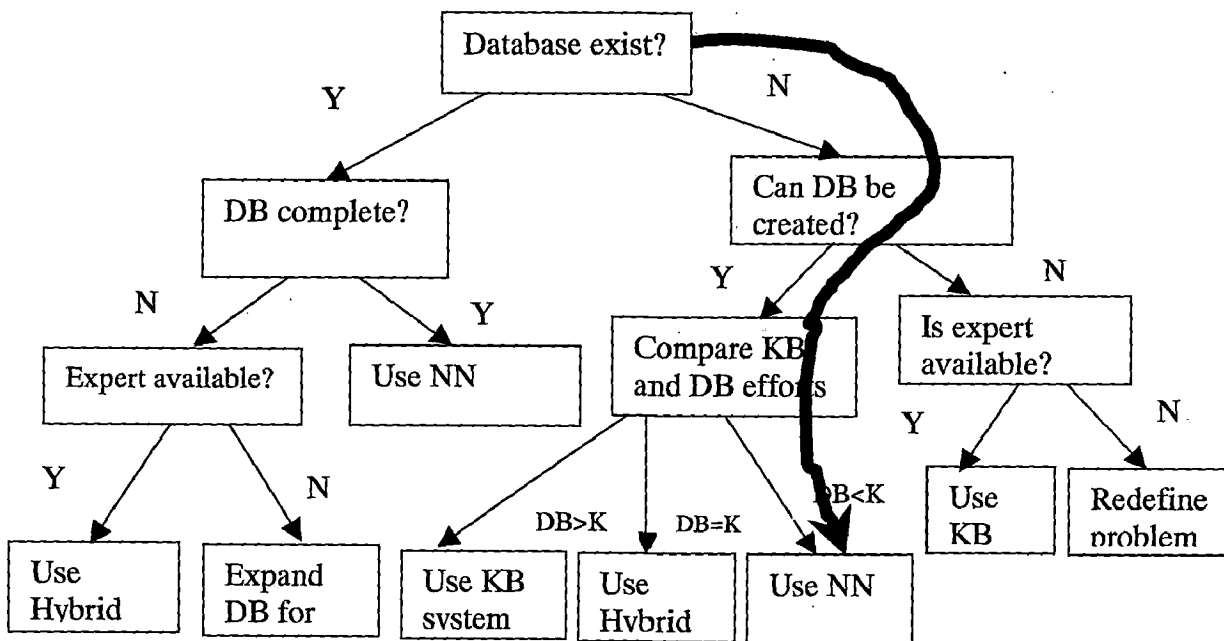 Database exist?
Y
N
DB complete?
Can DB be
created?
N
Y
Y
N
Expert available?
Use NN
Compare KB
and DB efforts
Is expert
available?
Y
N
DB>K
DB=K
DB<K
Y
N
Use
Hybrid
Expand
DB for
Use KB
system
Use
Hybrid
Use NN
Use
KB
Redefine
problem